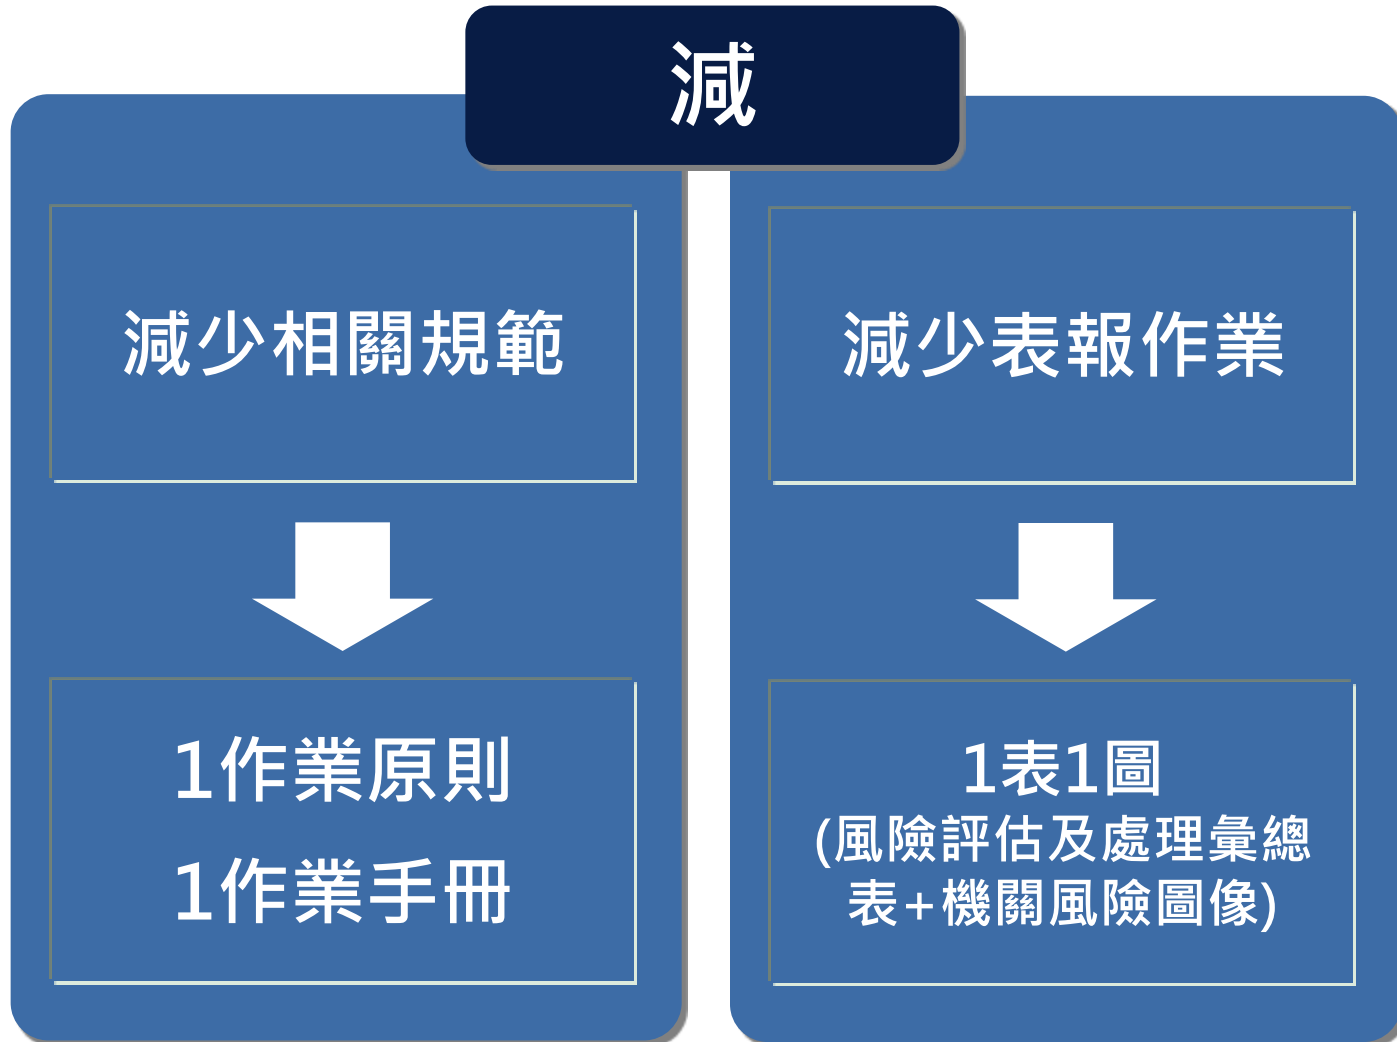 減
減少相關規範
1作業原則
1作業手冊
減少表報作業
1表1圖
(風險評估及處理彙總
表+機關風險圖像)